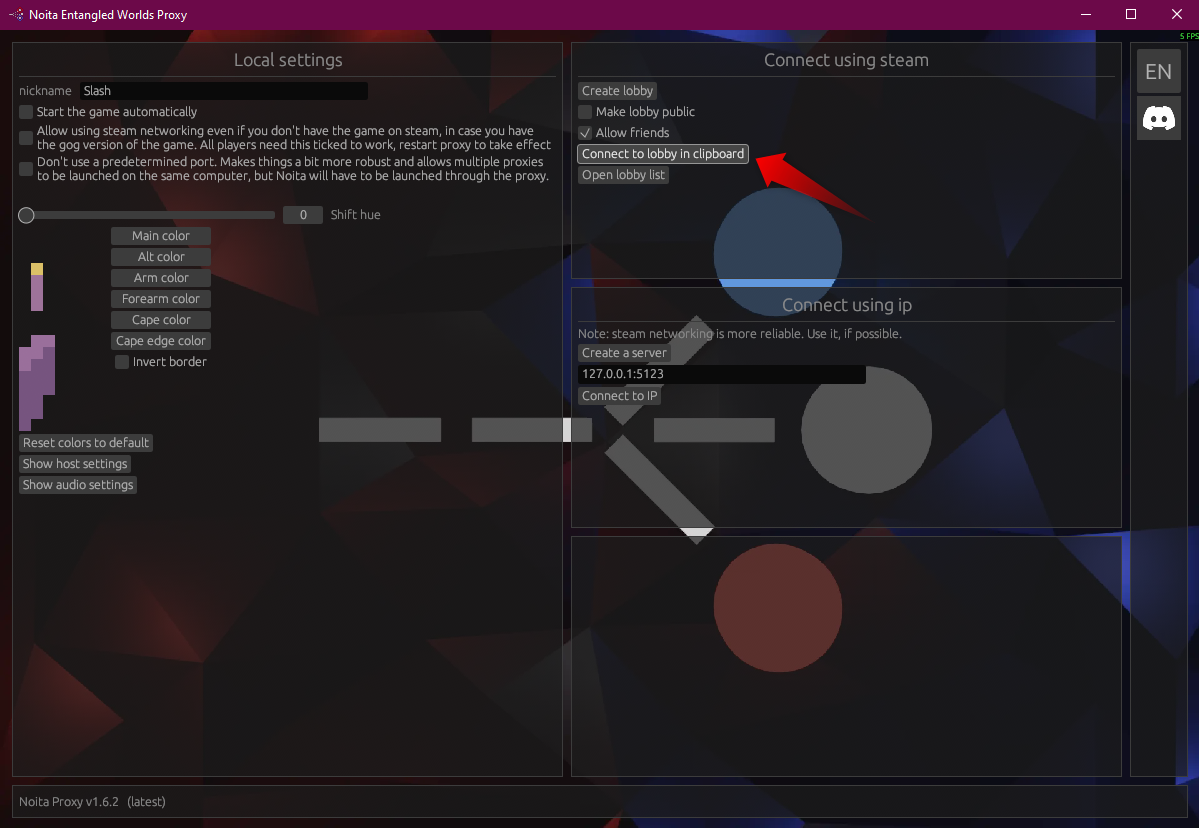 Noita Entangled Worlds Proxy
5 FPS
Local settings
nickname Slash
Start the game automatically
Allow using steam networking even if you don't have the game on steam, in case you have
the gog version of the game. All players need this ticked to work, restart proxy to take effect
Don't use a predetermined port. Makes things a bit more robust and allows multiple proxies
to be launched on the same computer, but Noita will have to be launched through the proxy.
0 Shift hue
Main color
Alt color
Arm color
Forearm color
Cape color
Cape edge color
Invert border
Reset colors to default
Show host settings
Show audio settings
Connect using steam
Create lobby
Make lobby public
Allow friends
Connect to lobby in clipboard
Open lobby list
Connect using ip
Note: steam networking is more reliable. Use it, if possible.
Create a server
127.0.0.1:5123
Connect to IP
EN
Noita Proxy v1.6.2 (latest)